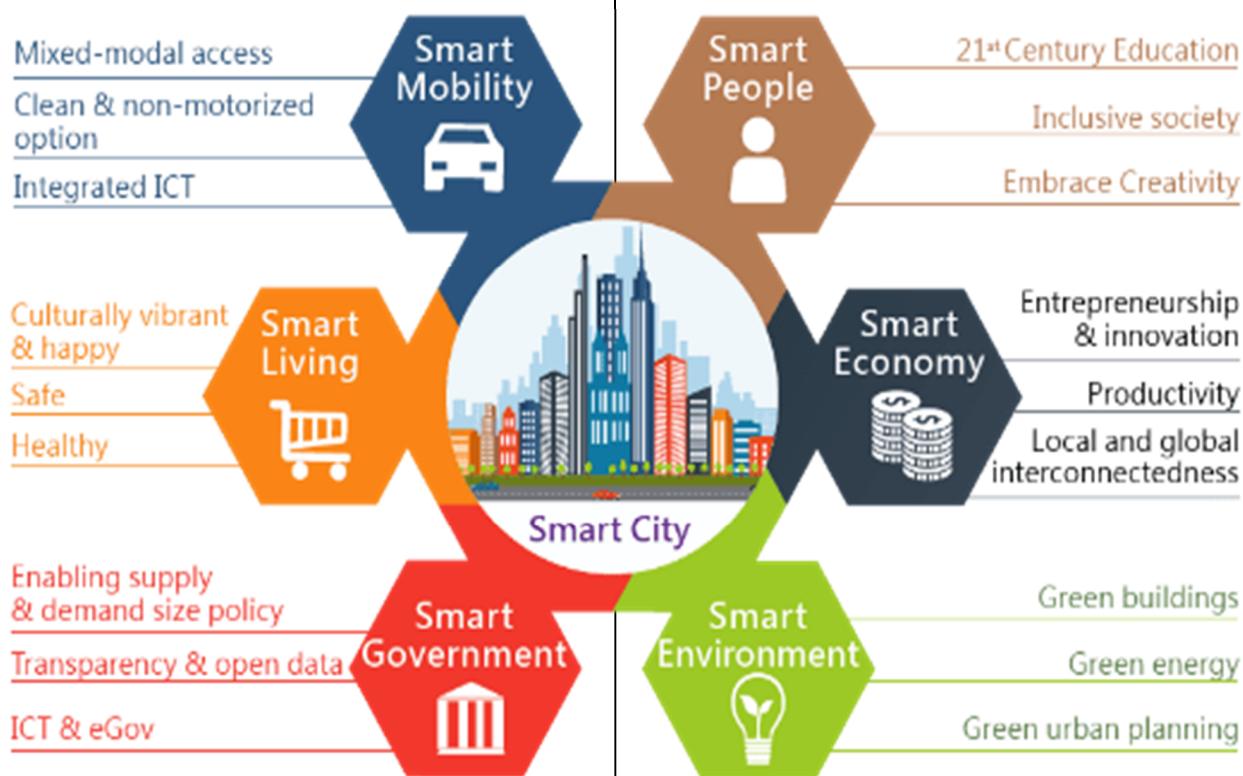 Smart
Mobility
Mixed-modal access
Clean & non-motorized
option
Integrated ICT
Smart
People
21st Century Education
Inclusive society
Embrace Creativity
Smart
Living
Culturally vibrant
& happy
Safe
Healthy
Smart
Economy
Entrepreneurship
& innovation
Productivity
Local and global
interconnectedness
$
$
Smart City
Smart
Government
Enabling supply
& demand size policy
Transparency & open data
ICT & eGov
Smart
Environment
Green buildings
Green energy
Green urban planning